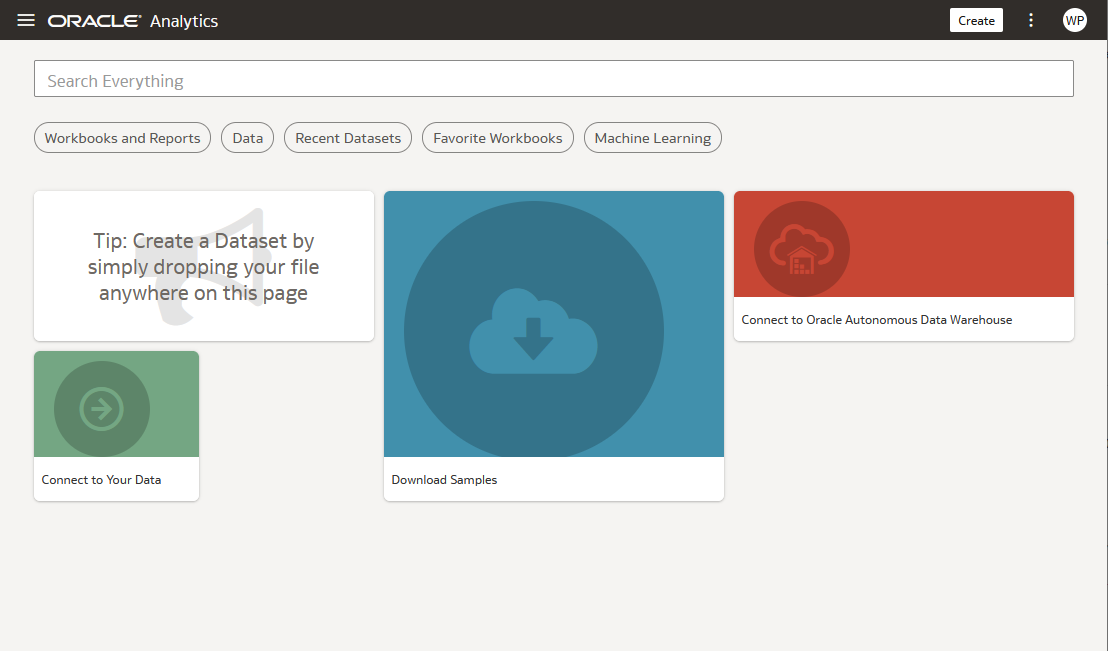 ORACLE Analytics
Create
WP
Search Everything
Workbooks and Reports
Data
Recent Datasets
Favorite Workbooks
Machine Learning
Tip: Create a Dataset by
simply dropping your file
anywhere on this page
Connect to Oracle Autonomous Data Warehouse
Connect to Your Data
Download Samples